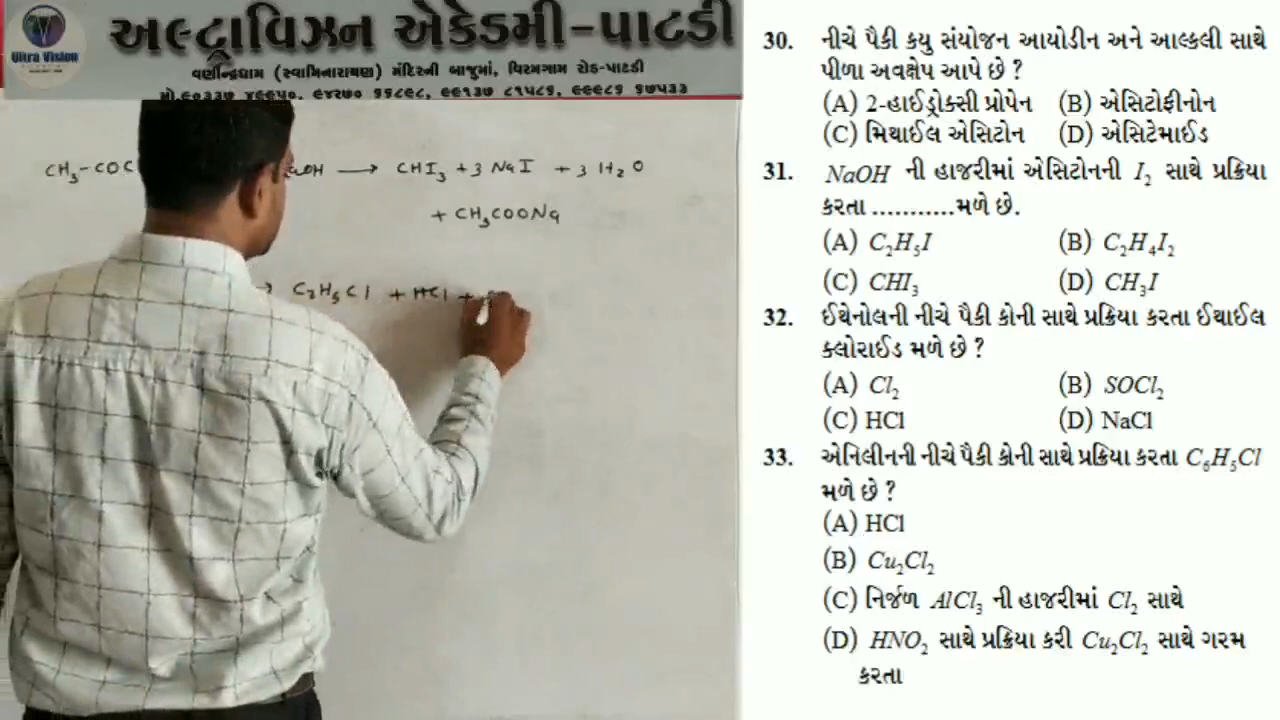 Ultra Vision
અલ્ટ્રાવિઝન એકેડમી-પાટડી
વર્ણીન્દ્રધામ (સ્વામિનારાયણ) મંદિરની બાજુમાં, વિરમગામ રોડ-પાટડી
CH₃-COC
aOH ⟶ CHI₃ + 3 NaI + 3 H₂O
+ CH₃COONa
→ C₂H₅Cl + HCl +
30. નીચે પૈકી કયુ સંયોજન આયોડીન અને આલ્કલી સાથે
પીળા અવક્ષેપ આપે છે ?
(A) 2-હાઈડ્રોક્સી પ્રોપેન (B) એસિટોફીનોન
(C) મિથાઈલ એસિટોન (D) એસિટેમાઈડ
31. NaOH ની હાજરીમાં એસિટોનની I₂ સાથે પ્રક્રિયા
કરતા ...........મળે છે.
(A) C₂H₅I (B) C₂H₄I₂
(C) CHI₃ (D) CH₃I
32. ઈથેનોલની નીચે પૈકી કોની સાથે પ્રક્રિયા કરતા ઈથાઈલ
ક્લોરાઈડ મળે છે ?
(A) Cl₂ (B) SOCl₂
(C) HCl (D) NaCl
33. એનિલીનની નીચે પૈકી કોની સાથે પ્રક્રિયા કરતા C₆H₅Cl
મળે છે ?
(A) HCl
(B) Cu₂Cl₂
(C) નિર્જળ AlCl₃ ની હાજરીમાં Cl₂ સાથે
(D) HNO₂ સાથે પ્રક્રિયા કરી Cu₂Cl₂ સાથે ગરમ
કરતા